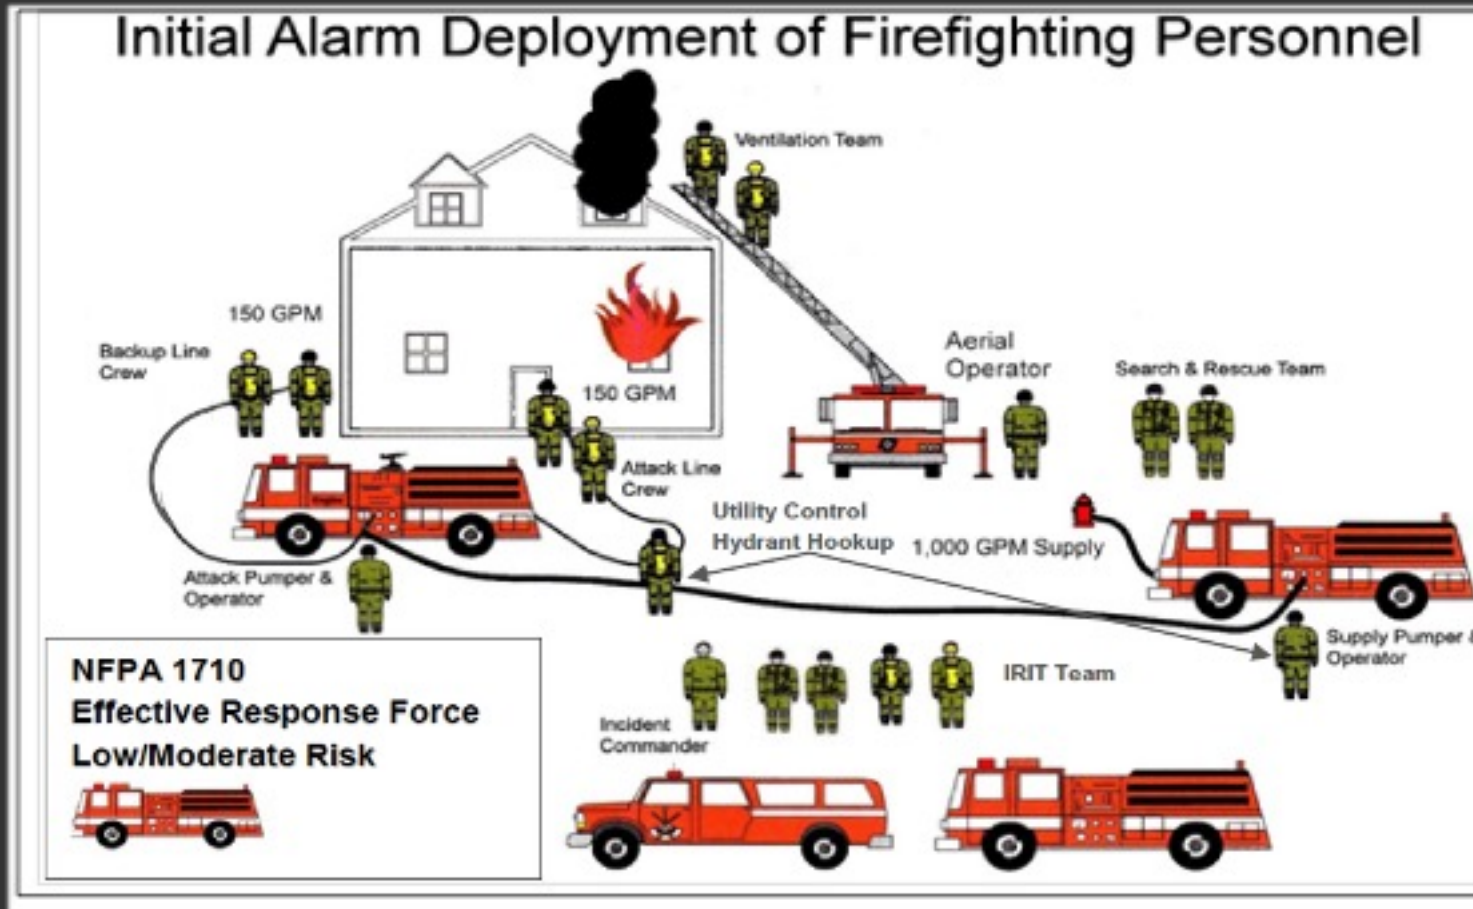 Initial Alarm Deployment of Firefighting Personnel
Ventilation Team
150 GPM
Backup Line
Crew
150 GPM
Aerial
Operator
Search & Rescue Team
Attack Line
Crew
Utility Control
Hydrant Hookup
1,000 GPM Supply
Attack Pumper &
Operator
Supply Pumper &
Operator
IRIT Team
Incident
Commander
NFPA 1710
Effective Response Force
Low/Moderate Risk